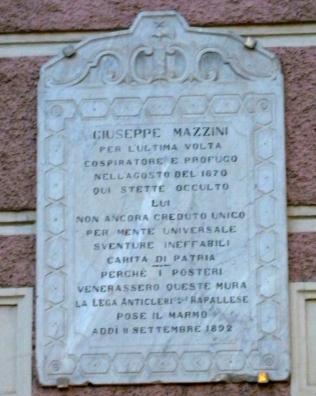 GIUSEPPE MAZZINI
PER L'ULTIMA VOLTA
COSPIRATORE E PROFUGO
NELL'AGOSTO DEL 1870
QUI STETTE OCCULTO
LUI
NON ANCORA CREDUTO UNICO
PER MENTE UNIVERSALE
SVENTURE INEFFABILI
CARITÀ DI PATRIA
PERCHÈ I POSTERI
VENERASSERO QUESTE MURA
LA LEGA ANTICLERICALE RAPALLESE
POSE IL MARMO
ADDÌ 11 SETTEMBRE 1892